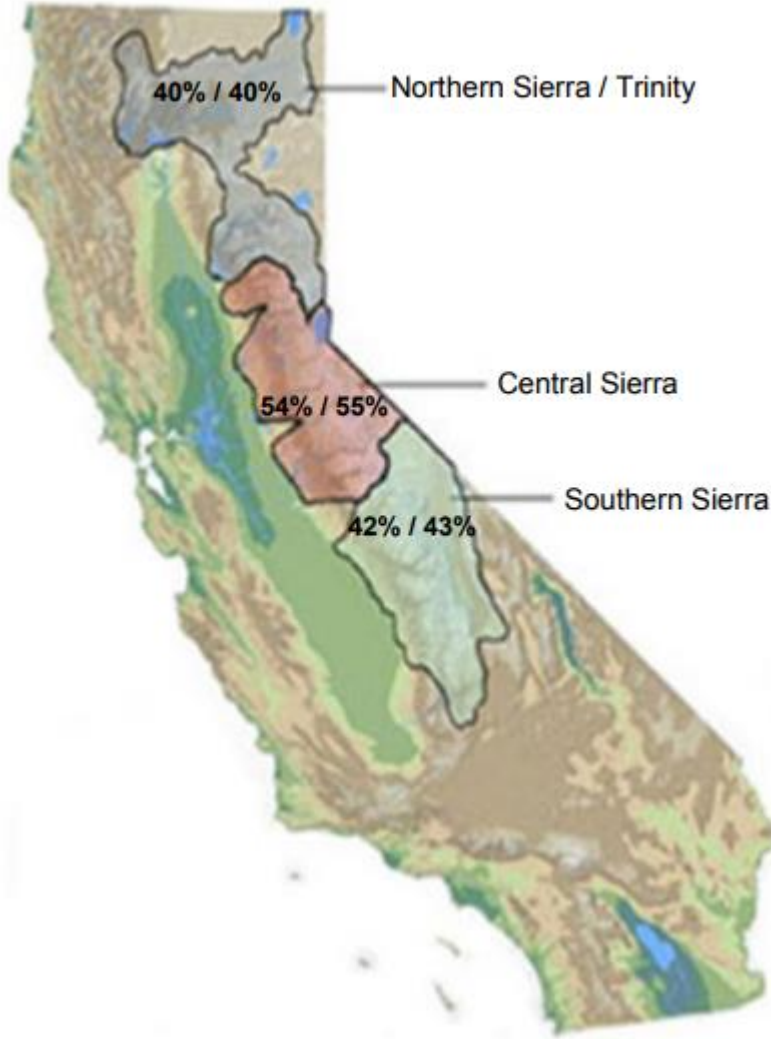 40% / 40%
Northern Sierra / Trinity
54% / 55%
Central Sierra
42% / 43%
Southern Sierra